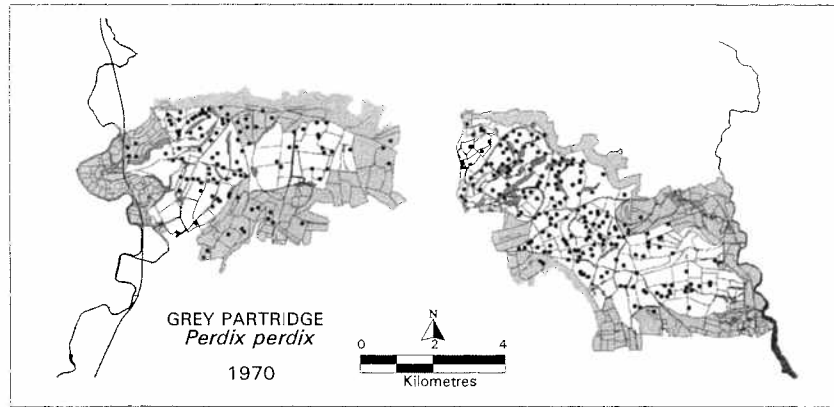 GREY PARTRIDGE
Perdix perdix
1970
N
0 2 4
Kilometres